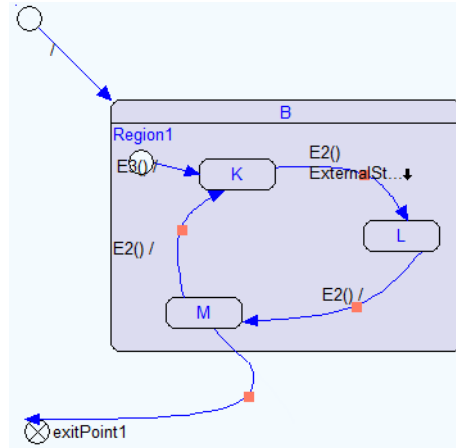 /
B
Region1
E3() /
K
E2()
ExternalSt...
L
E2() /
E2() /
M
exitPoint1